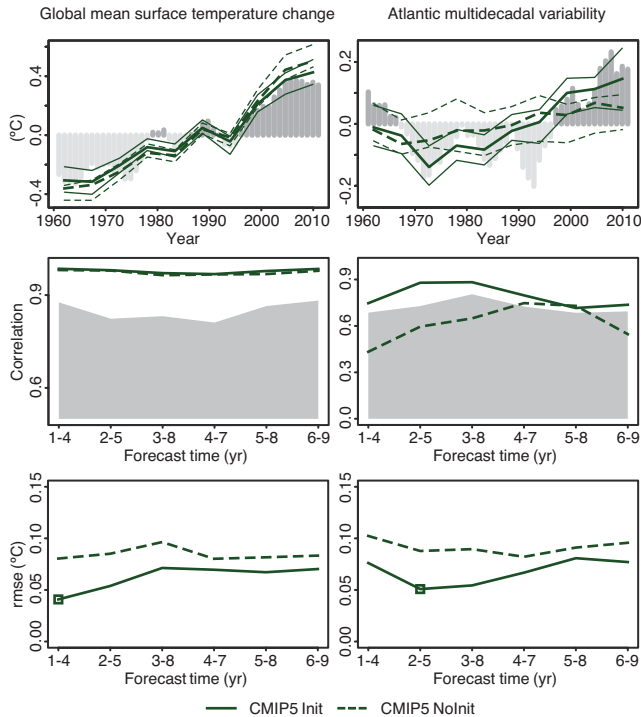 Global mean surface temperature change
Atlantic multidecadal variability
(°C)
0.4
0.0
-0.4
1960 1970 1980 1990 2000 2010
Year
0.2
0.0
-0.2
1960 1970 1980 1990 2000 2010
Year
Correlation
0.9
0.6
1-4 2-5 3-8 4-7 5-8 6-9
Forecast time (yr)
0.9
0.6
0.3
0.0
1-4 2-5 3-8 4-7 5-8 6-9
Forecast time (yr)
rmse (°C)
0.15
0.10
0.05
0.00
1-4 2-5 3-8 4-7 5-8 6-9
Forecast time (yr)
0.15
0.10
0.05
0.00
1-4 2-5 3-8 4-7 5-8 6-9
Forecast time (yr)
CMIP5 Init CMIP5 NoInit